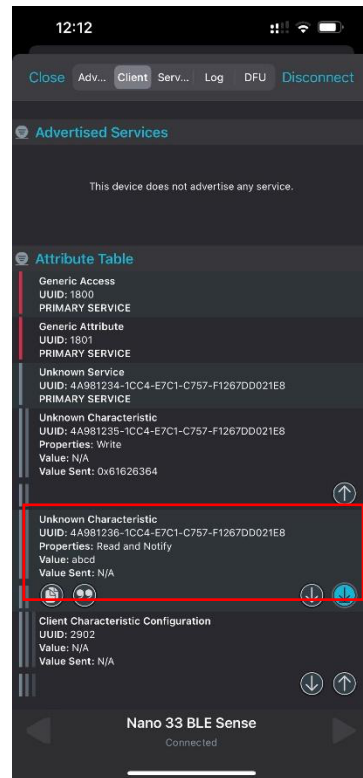 12:12
Close Adv... Client Serv... Log DFU Disconnect
Advertised Services
This device does not advertise any service.
Attribute Table
Generic Access
UUID: 1800
PRIMARY SERVICE
Generic Attribute
UUID: 1801
PRIMARY SERVICE
Unknown Service
UUID: 4A981234-1CC4-E7C1-C757-F1267DD021E8
PRIMARY SERVICE
Unknown Characteristic
UUID: 4A981235-1CC4-E7C1-C757-F1267DD021E8
Properties: Write
Value: N/A
Value Sent: 0x61626364
Unknown Characteristic
UUID: 4A981236-1CC4-E7C1-C757-F1267DD021E8
Properties: Read and Notify
Value: abcd
Value Sent: N/A
Client Characteristic Configuration
UUID: 2902
Value: N/A
Value Sent: N/A
Nano 33 BLE Sense
Connected